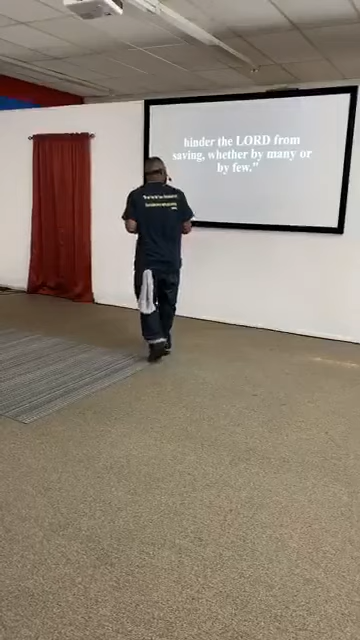 hinder the LORD from
saving, whether by many or
by few."